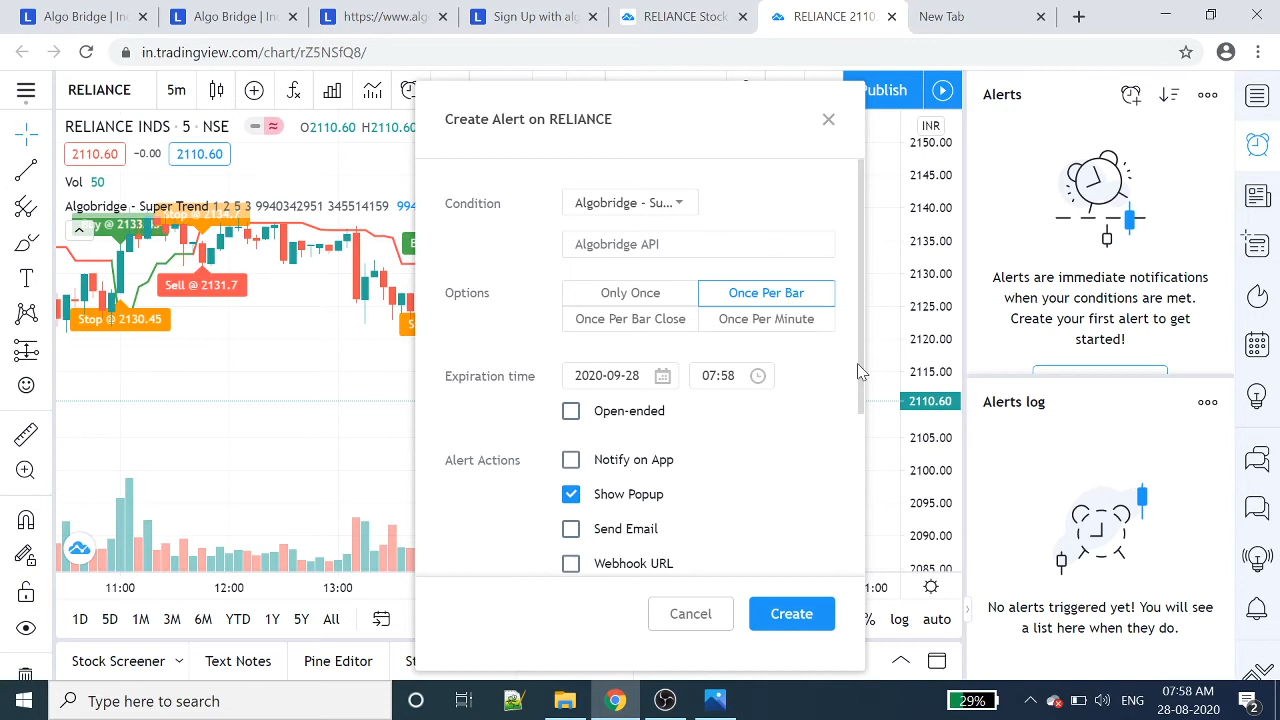 Algo Bridge | In
Algo Bridge | In
https://www.alg
Sign Up with alg
RELIANCE Stock
RELIANCE 2110.
New Tab
in.tradingview.com/chart/rZ5NSfQ8/
RELIANCE
5m
Publish
RELIANCE INDS · 5 · NSE
O2110.60 H2110.60
INR
2110.60
-0.00
2110.60
Vol 50
Algobridge - Super Trend 1 2 5 3 9940342951 345514159
Stop @ 2134.7
Sell @ 2131.7
Stop @ 2130.45
Create Alert on RELIANCE
Condition
Algobridge - Su...
Algobridge API
Options
Only Once
Once Per Bar
Once Per Bar Close
Once Per Minute
Expiration time
2020-09-28
07:58
Open-ended
Alert Actions
Notify on App
Show Popup
Send Email
Webhook URL
Cancel
Create
2150.00
2145.00
2140.00
2135.00
2130.00
2125.00
2120.00
2115.00
2110.60
2105.00
2100.00
2095.00
2090.00
2085.00
11:00
12:00
13:00
1D 5D 1M 3M 6M YTD 1Y 5Y All
% log auto
Stock Screener
Text Notes
Pine Editor
Alerts
Alerts are immediate notifications
when your conditions are met.
Create your first alert to get
started!
Alerts log
No alerts triggered yet! You will see
a list here when they do.
Type here to search
29%
ENG
07:58 AM
28-08-2020
2